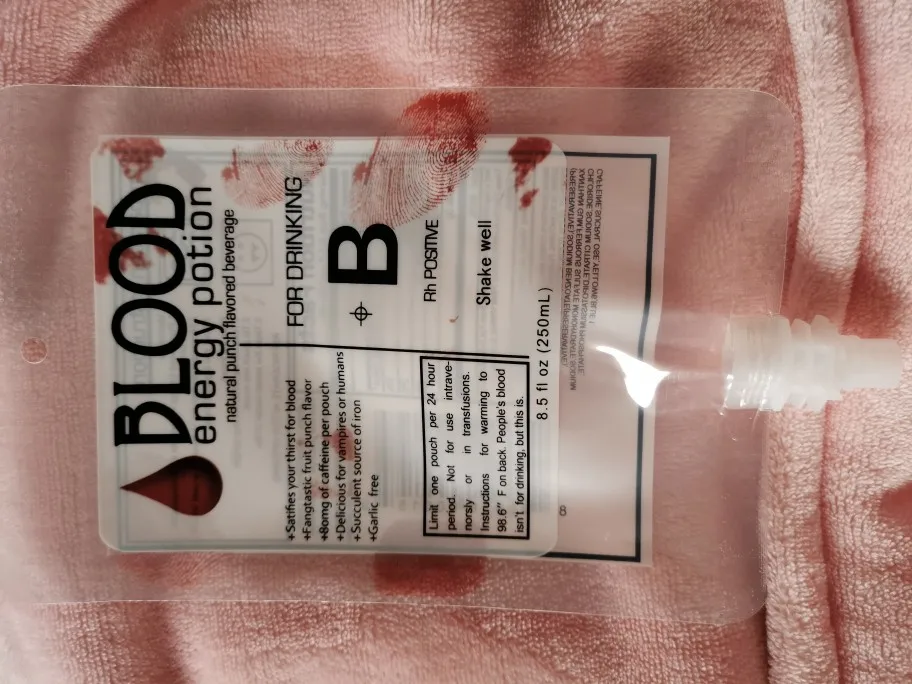 BLOOD
energy potion
natural punch flavored beverage
FOR DRINKING
B
Rh POSITIVE
Shake well
+Satifies your thirst for blood
+Fangtastic fruit punch flavor
+80mg of caffeine per pouch
+Delicious for vampires or humans
+Succulent source of iron
+Garlic free
Limit one pouch per 24 hour
period. Not for use intrave-
norsly or in transfusions.
Instructions for warming to
98.6" F on back. People's blood
isn't for drinking, but this is.
8.5 fl oz (250mL)